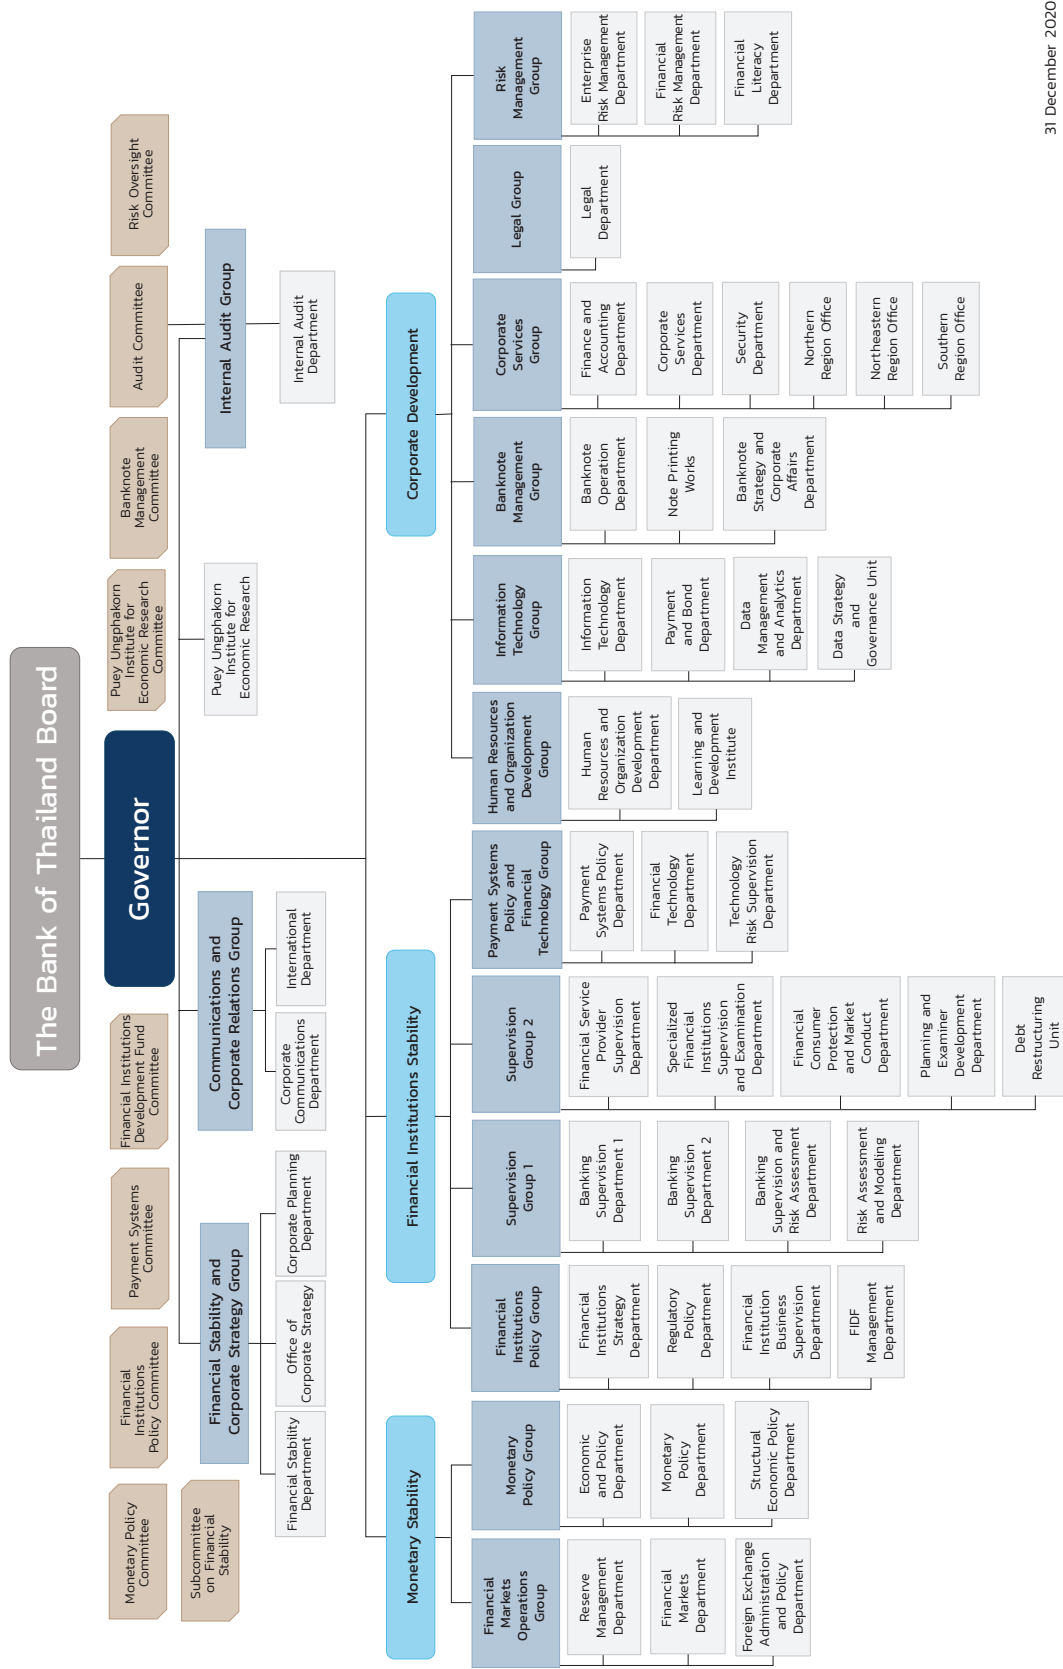 The Bank of Thailand Board
Governor
Monetary Policy
Committee
Subcommittee
on Financial
Stability
Financial
Institutions
Policy Committee
Payment Systems
Committee
Financial Institutions
Development Fund
Committee
Puey Ungphakorn
Institute for
Economic Research
Committee
Banknote
Management
Committee
Audit Committee
Risk Oversight
Committee
Financial Stability and
Corporate Strategy Group
Financial Stability
Department
Office of
Corporate Strategy
Corporate Planning
Department
Communications and
Corporate Relations Group
Corporate
Communications
Department
International
Department
Puey Ungphakorn
Institute for
Economic Research
Internal Audit Group
Internal Audit
Department
Monetary Stability
Financial
Markets
Operations
Group
Reserve
Management
Department
Financial
Markets
Department
Foreign Exchange
Administration
and Policy
Department
Monetary
Policy Group
Economic
and Policy
Department
Monetary
Policy
Department
Structural
Economic Policy
Department
Financial Institutions Stability
Financial
Institutions
Policy Group
Financial
Institutions
Strategy
Department
Regulatory
Policy
Department
Financial
Institution
Business
Supervision
Department
FIDF
Management
Department
Supervision
Group 1
Banking
Supervision
Department 1
Banking
Supervision
Department 2
Banking
Supervision and
Risk Assessment
Department
Risk Assessment
and Modeling
Department
Supervision
Group 2
Financial Service
Provider
Supervision
Department
Specialized
Financial
Institutions
Supervision
and Examination
Department
Financial
Consumer
Protection
and Market
Conduct
Department
Planning and
Examiner
Development
Department
Debt
Restructuring
Unit
Payment Systems
Policy and
Financial
Technology Group
Payment
Systems Policy
Department
Financial
Technology
Department
Technology
Risk Supervision
Department
Corporate Development
Human Resources
and Organization
Development
Group
Human
Resources and
Organization
Development
Department
Learning and
Development
Institute
Information
Technology
Group
Information
Technology
Department
Payment
and Bond
Department
Data
Management
and Analytics
Department
Data Strategy
and
Governance Unit
Banknote
Management
Group
Banknote
Operation
Department
Note Printing
Works
Banknote
Strategy and
Corporate
Affairs
Department
Corporate
Services
Group
Finance and
Accounting
Department
Corporate
Services
Department
Security
Department
Northern
Region Office
Northeastern
Region Office
Southern
Region Office
Legal Group
Legal
Department
Risk
Management
Group
Enterprise
Risk Management
Department
Financial
Risk Management
Department
Financial
Literacy
Department
31 December 2020